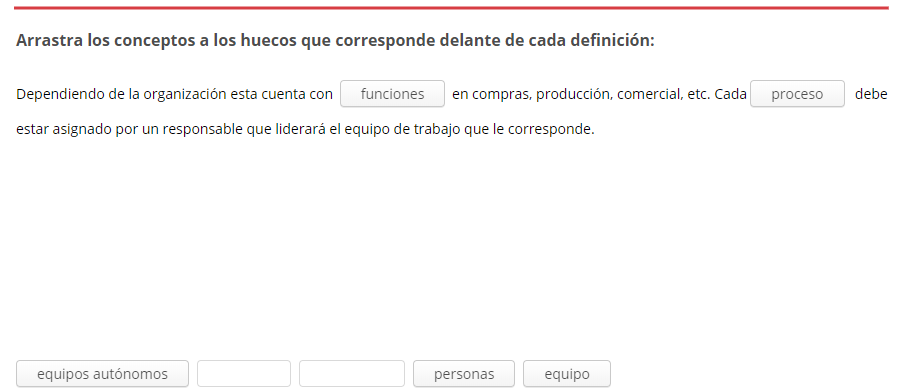 Arrastra los conceptos a los huecos que corresponde delante de cada definición:
Dependiendo de la organización esta cuenta con funciones en compras, producción, comercial, etc. Cada proceso debe
estar asignado por un responsable que liderará el equipo de trabajo que le corresponde.
equipos autónomos personas equipo